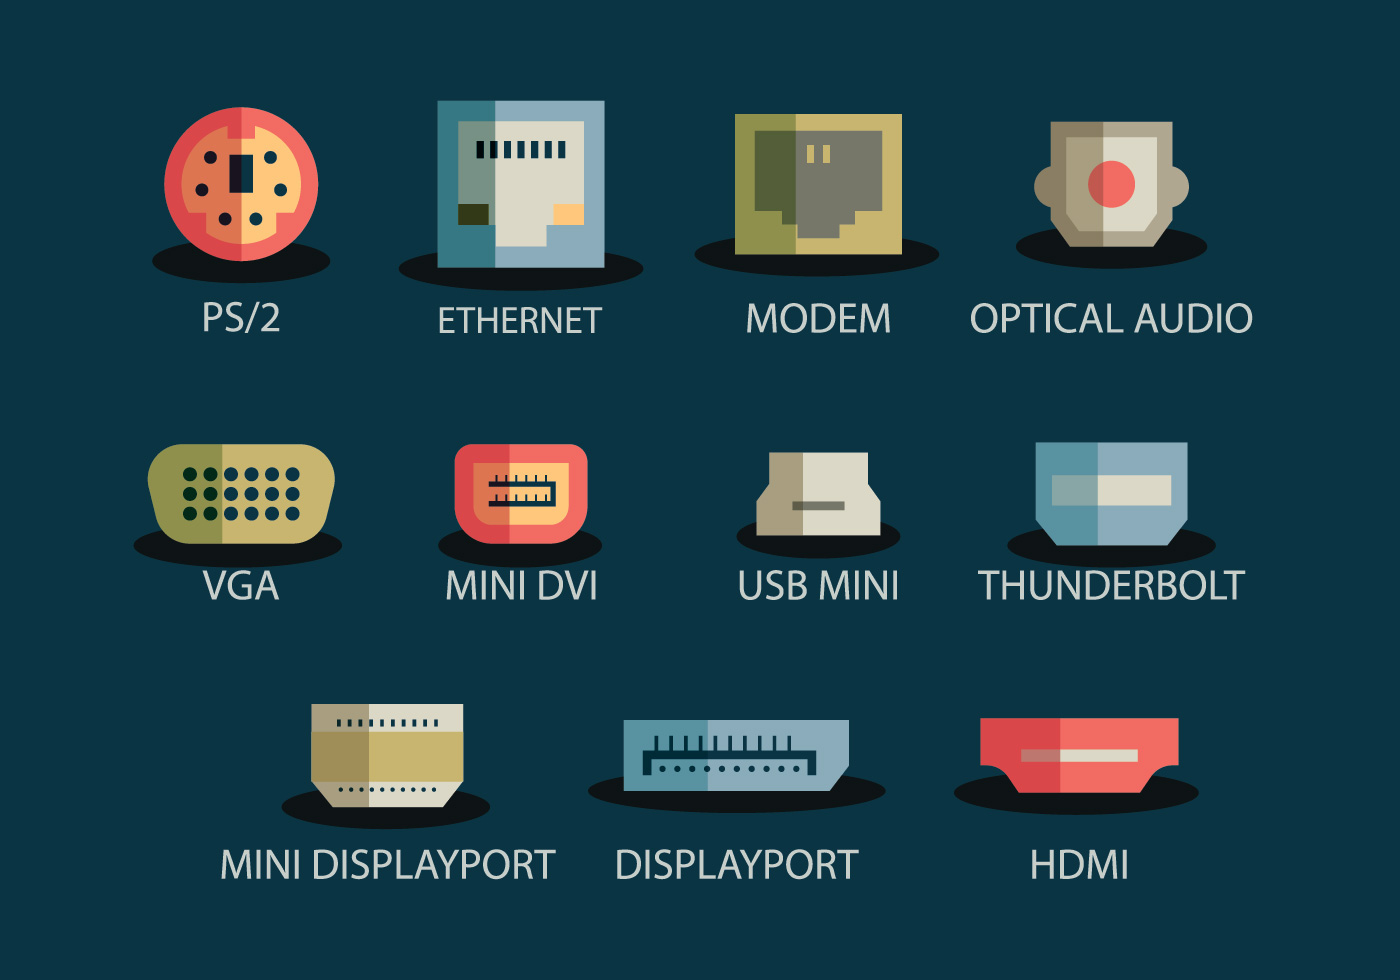 PS/2
ETHERNET
MODEM
OPTICAL AUDIO
VGA
MINI DVI
USB MINI
THUNDERBOLT
MINI DISPLAYPORT
DISPLAYPORT
HDMI